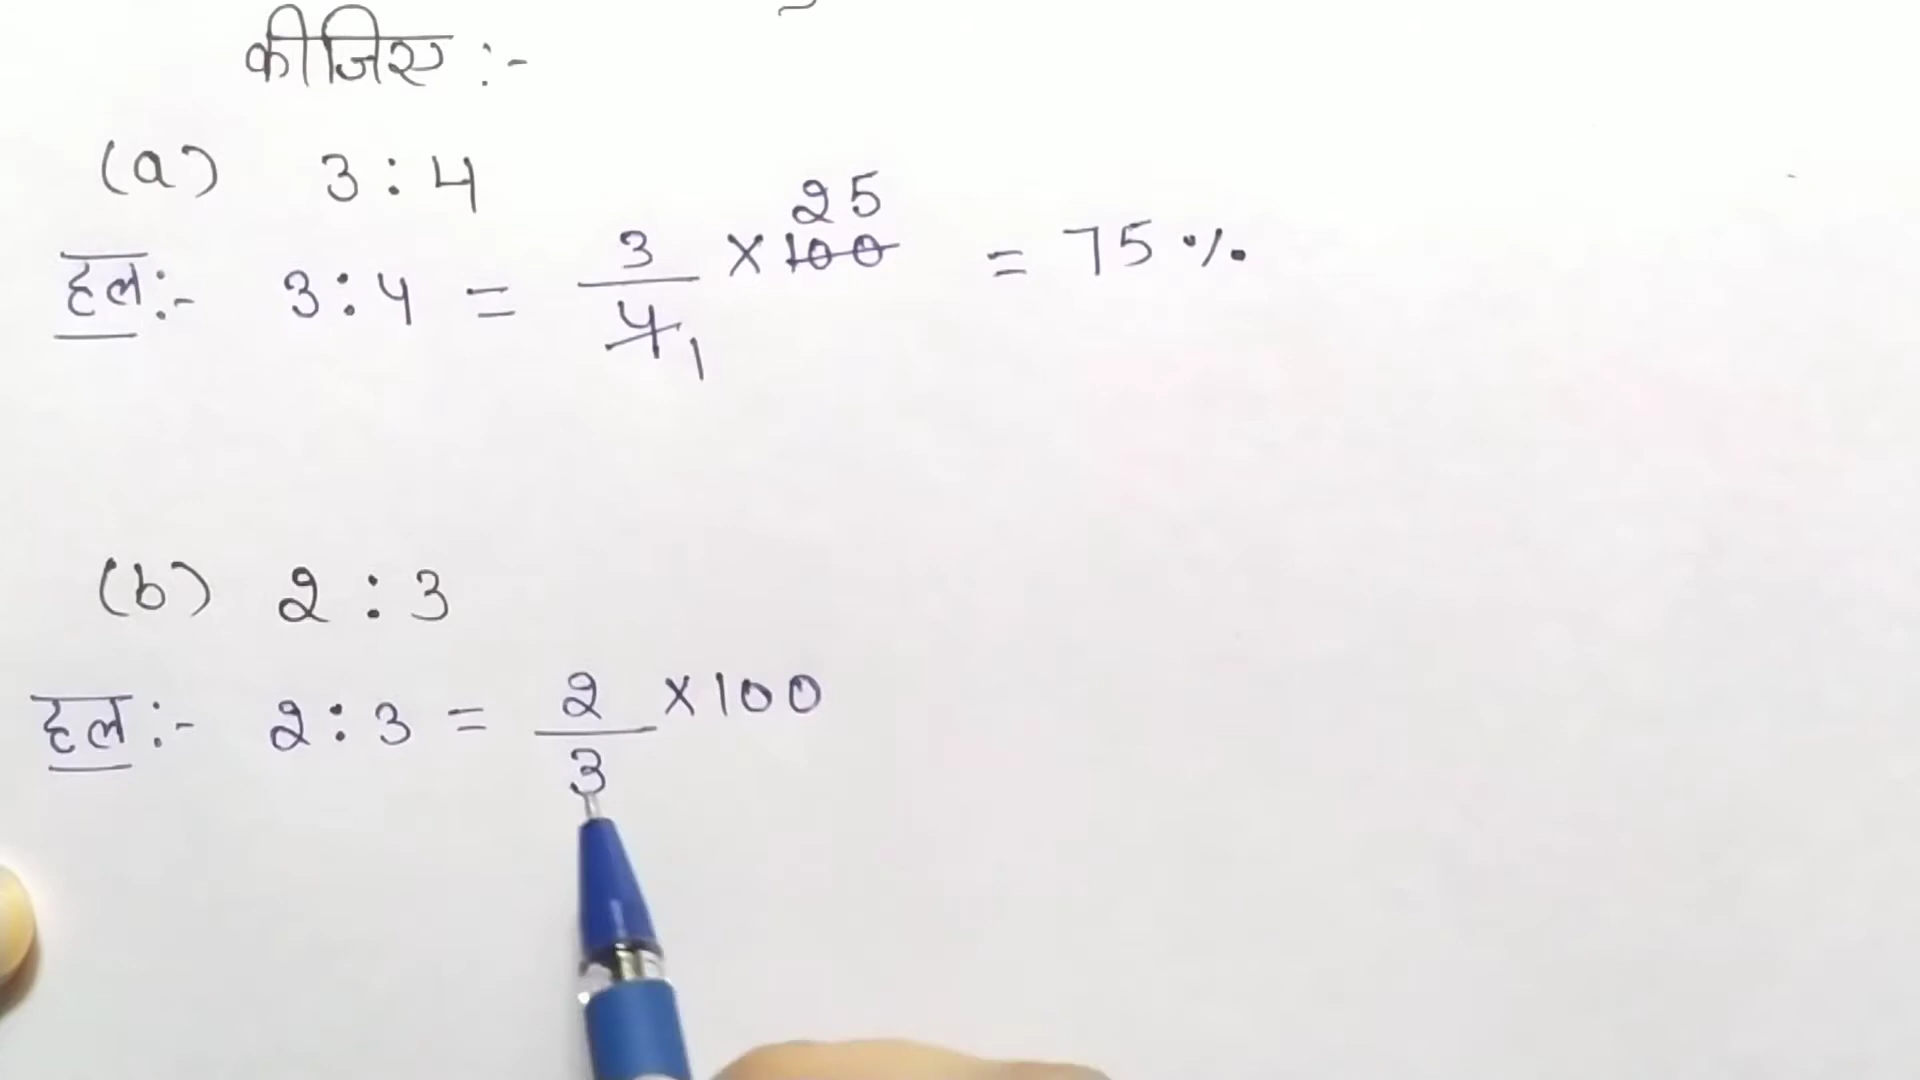 कीजिए :-
(a) 3 : 4
हल :- 3 : 4 = 3/4 1 × 100 25 = 75 %
(b) 2 : 3
हल :- 2 : 3 = 2/3 × 100